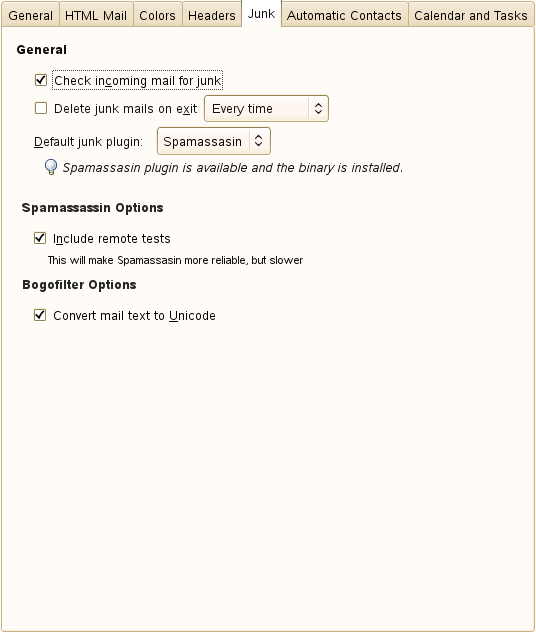 General HTML Mail Colors Headers Junk Automatic Contacts Calendar and Tasks
General
Check incoming mail for junk
Delete junk mails on exit Every time
Default junk plugin: Spamassasin
Spamassasin plugin is available and the binary is installed.
Spamassassin Options
Include remote tests
This will make Spamassasin more reliable, but slower
Bogofilter Options
Convert mail text to Unicode